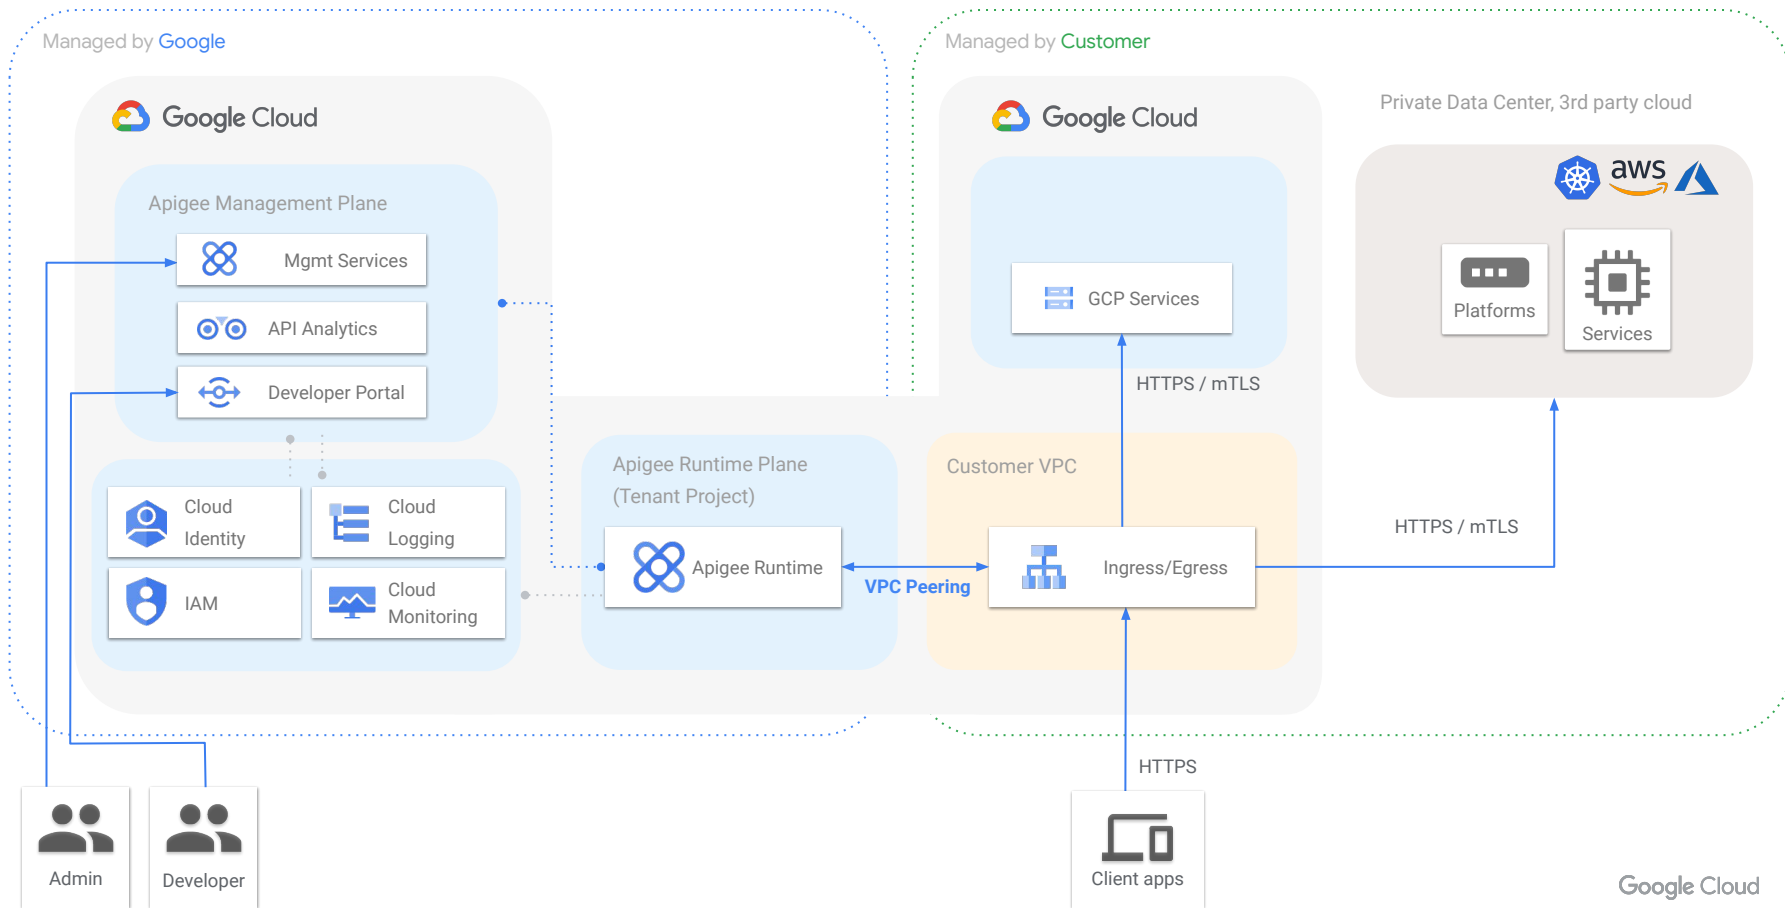 Managed by Google
Managed by Customer
Google Cloud
Apigee Management Plane
Mgmt Services
API Analytics
Developer Portal
Cloud
Identity
Cloud
Logging
IAM
Cloud
Monitoring
Apigee Runtime Plane
(Tenant Project)
Apigee Runtime
VPC Peering
Google Cloud
GCP Services
HTTPS / mTLS
Customer VPC
Ingress/Egress
Private Data Center, 3rd party cloud
aws
Platforms
Services
HTTPS / mTLS
HTTPS
Admin
Developer
Client apps
Google Cloud